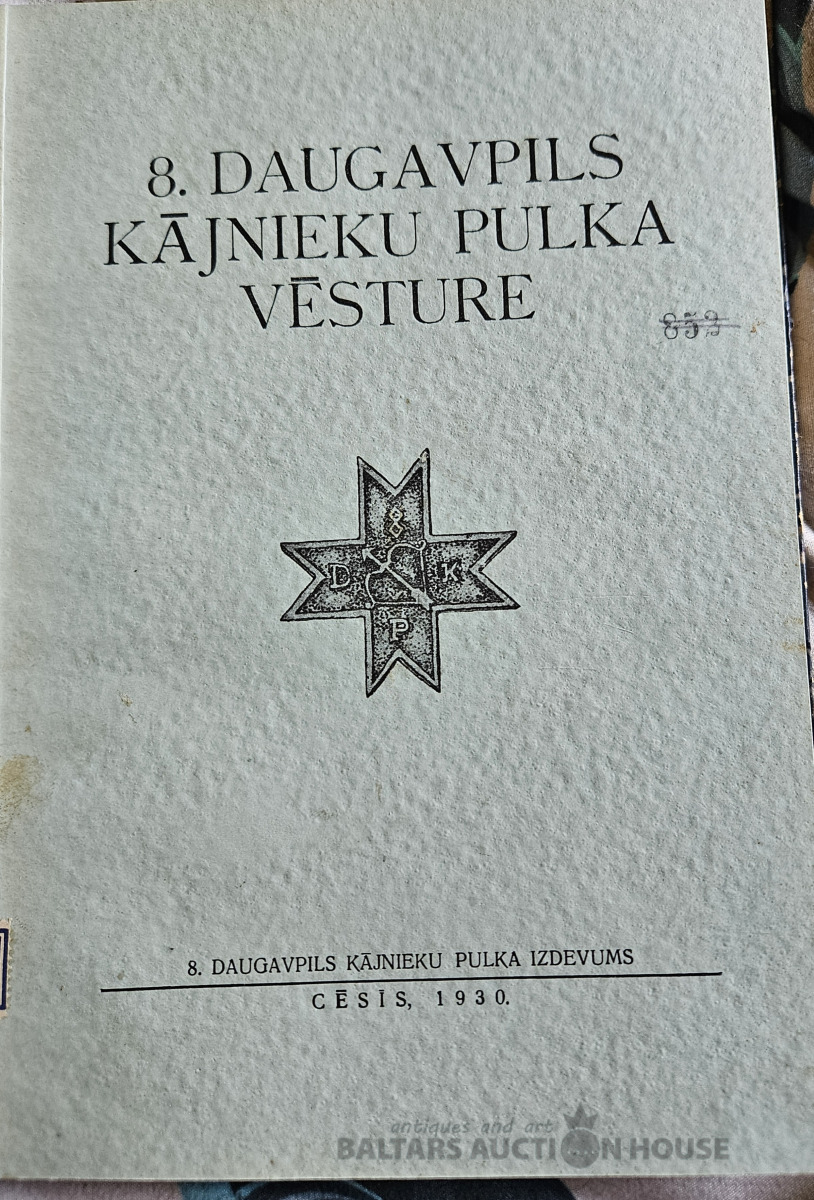 8. DAUGAVPILS
KĀJNIEKU PULKA
VĒSTURE
853
8
D K
P
8. DAUGAVPILS KĀJNIEKU PULKA IZDEVUMS
CĒSĪS, 1930.
antiques and art
BALTARS AUCTION HOUSE